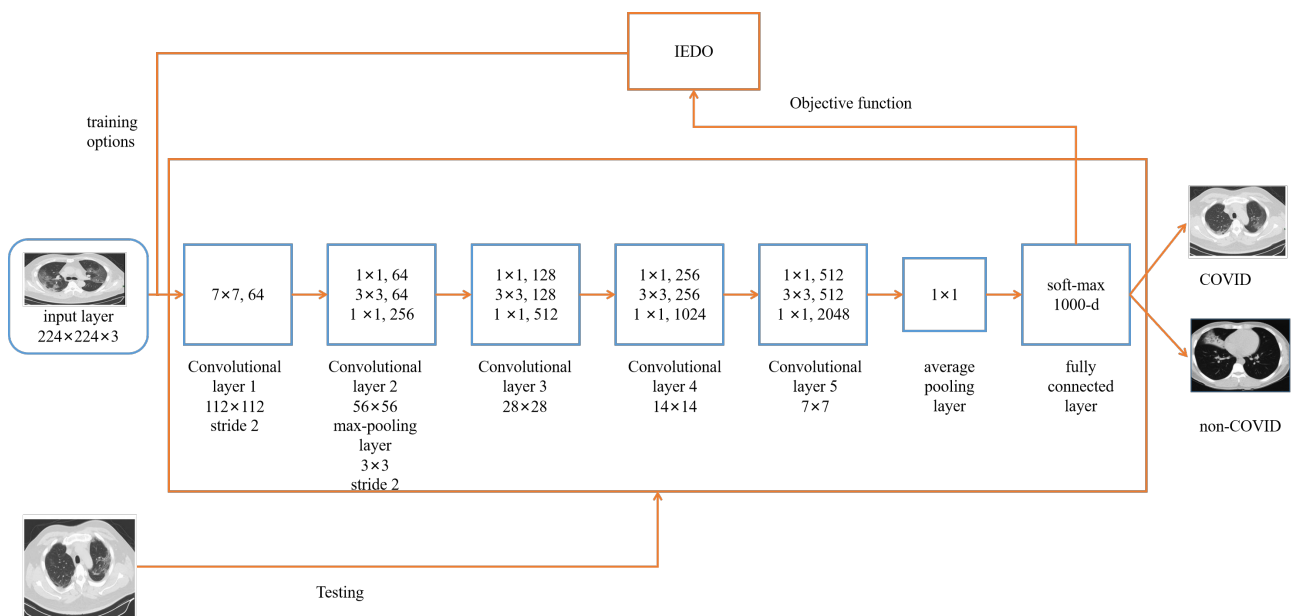 IEDO
Objective function
training
options
input layer
224×224×3
7×7, 64
1×1, 64
3×3, 64
1×1, 256
1×1, 128
3×3, 128
1×1, 512
1×1, 256
3×3, 256
1×1, 1024
1×1, 512
3×3, 512
1×1, 2048
1×1
soft-max
1000-d
COVID
Convolutional
layer 1
112×112
stride 2
Convolutional
layer 2
56×56
max-pooling
layer
3×3
stride 2
Convolutional
layer 3
28×28
Convolutional
layer 4
14×14
Convolutional
layer 5
7×7
average
pooling
layer
fully
connected
layer
non-COVID
Testing